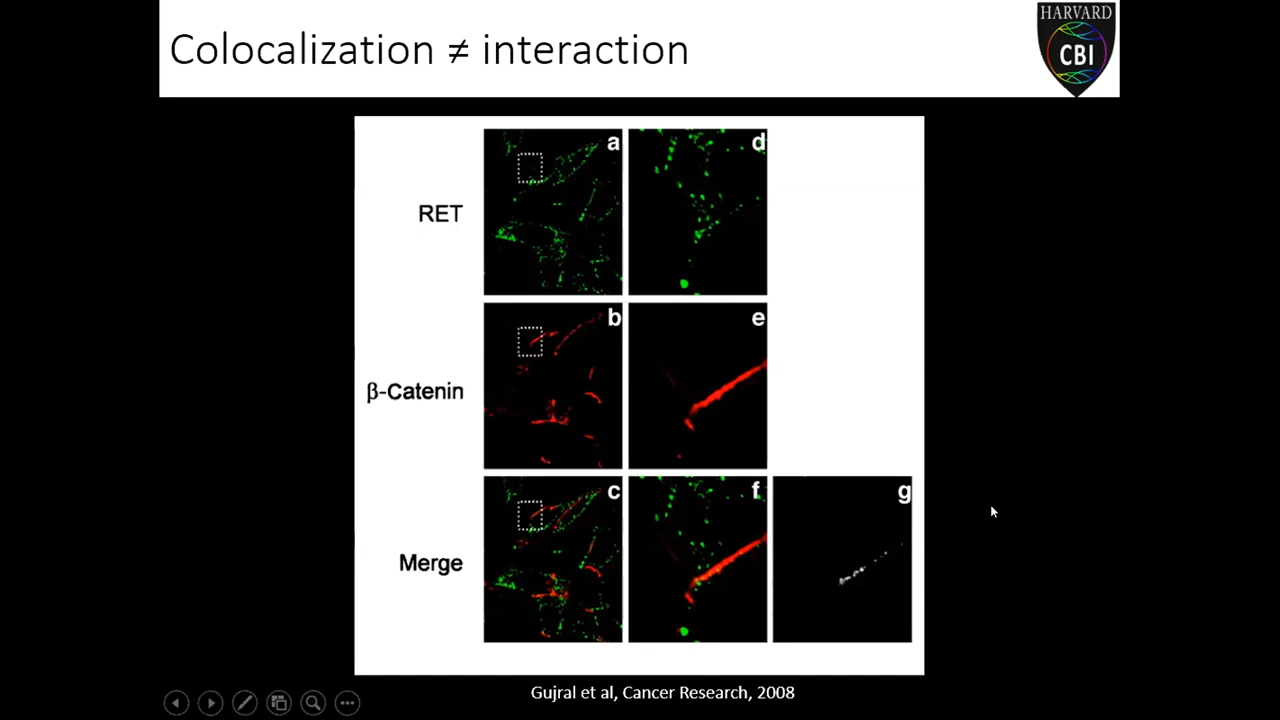 Colocalization ≠ interaction
HARVARD
CBI
a
d
RET
b
e
β-Catenin
c
f
g
Merge
Gujral et al, Cancer Research, 2008